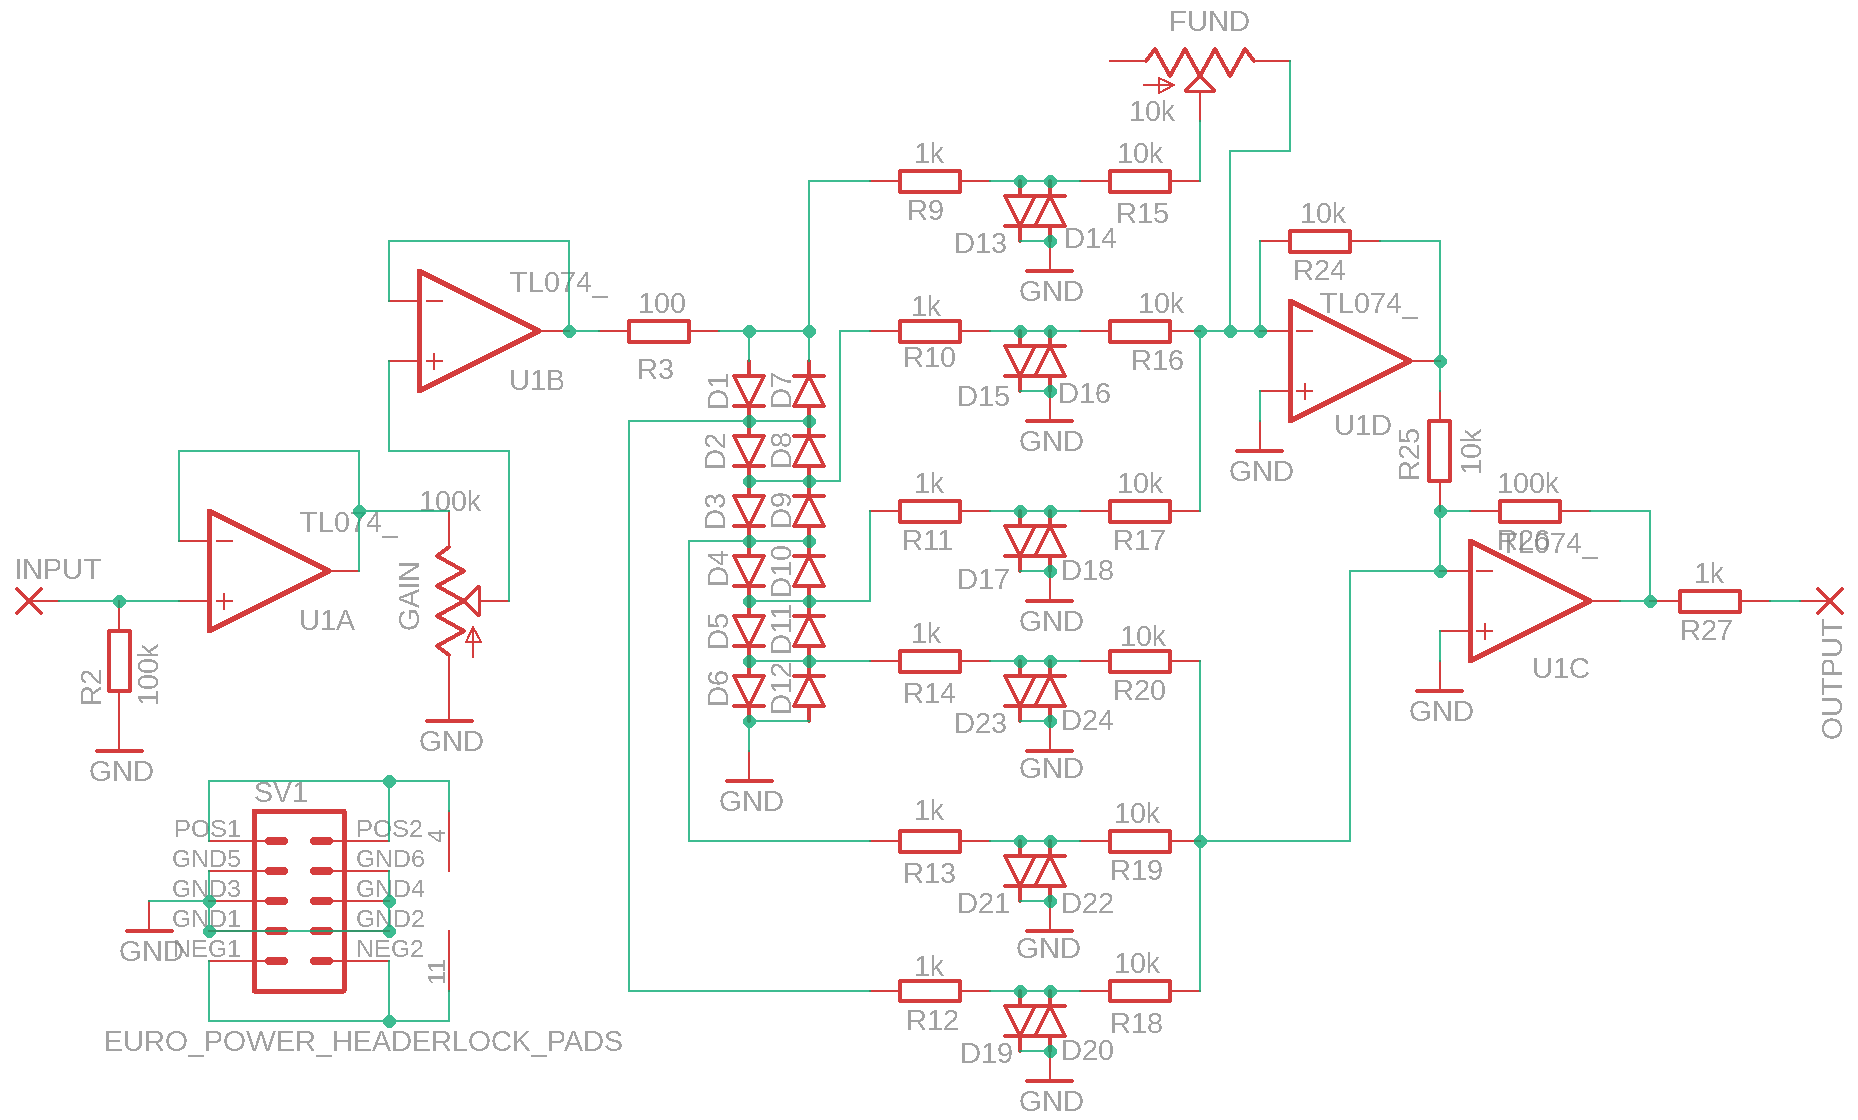 FUND
10k
1k
R9
10k
R15
D13
D14
GND
10k
R24
TL074_
U1B
100
R3
1k
R10
10k
R16
D15
D16
GND
TL074_
U1D
GND
D1
D7
D2
D8
D3
D9
D4
D10
D5
D11
D6
D12
GND
R25
10k
100k
R26
TL074_
U1C
GND
1k
R27
OUTPUT
INPUT
TL074_
U1A
100k
GAIN
GND
R2
100k
GND
1k
R11
10k
R17
D17
D18
GND
1k
R14
10k
R20
D23
D24
GND
1k
R13
10k
R19
D21
D22
GND
1k
R12
10k
R18
D19
D20
GND
SV1
POS1
POS2
4
GND5
GND6
GND3
GND4
GND1
GND2
GND
NEG1
NEG2
11
EURO_POWER_HEADERLOCK_PADS